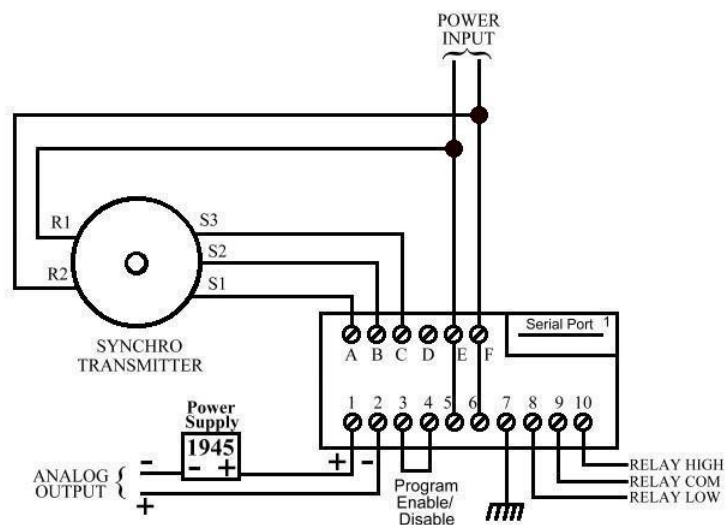 POWER
INPUT
R1
R2
S3
S2
S1
SYNCHRO
TRANSMITTER
Serial Port 1
A B C D E F
1 2 3 4 5 6 7 8 9 10
Power
Supply
1945
- +
ANALOG
OUTPUT
-
+
+ -
Program
Enable/
Disable
RELAY HIGH
RELAY COM
RELAY LOW